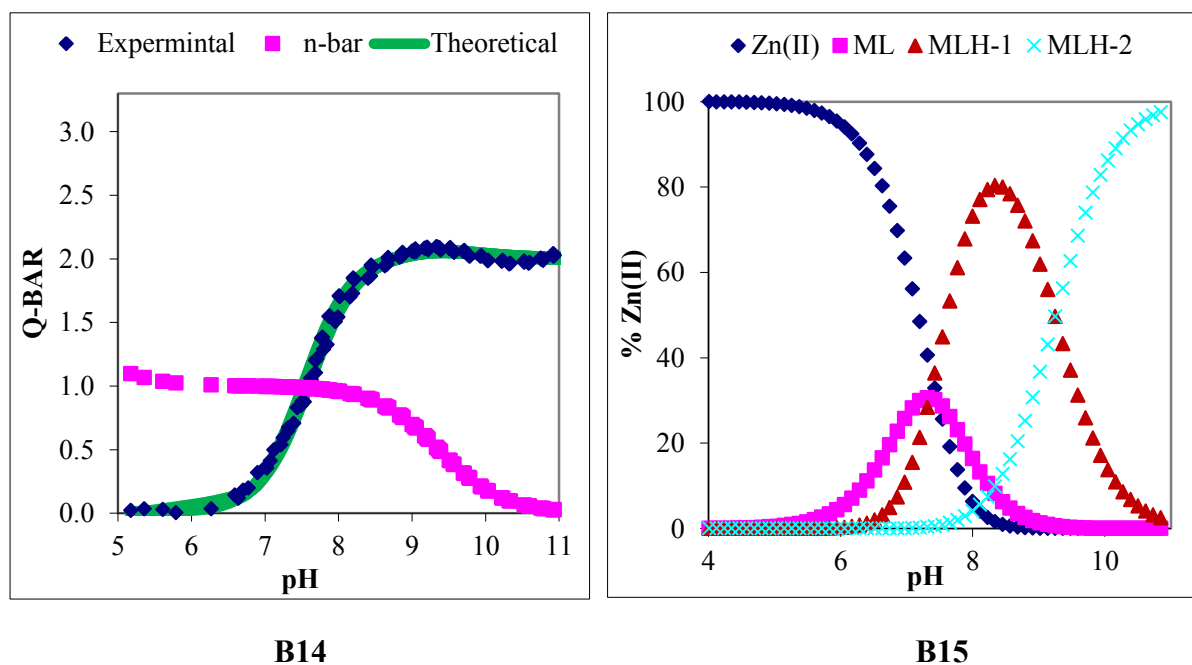 Expermintal n-bar Theoretical
3.0
2.5
2.0
1.5
1.0
0.5
0.0
Q-BAR
5 6 7 8 9 10 11
pH
B14
Zn(II) ML MLH-1 MLH-2
100
80
60
40
20
0
% Zn(II)
4 6 8 10
pH
B15